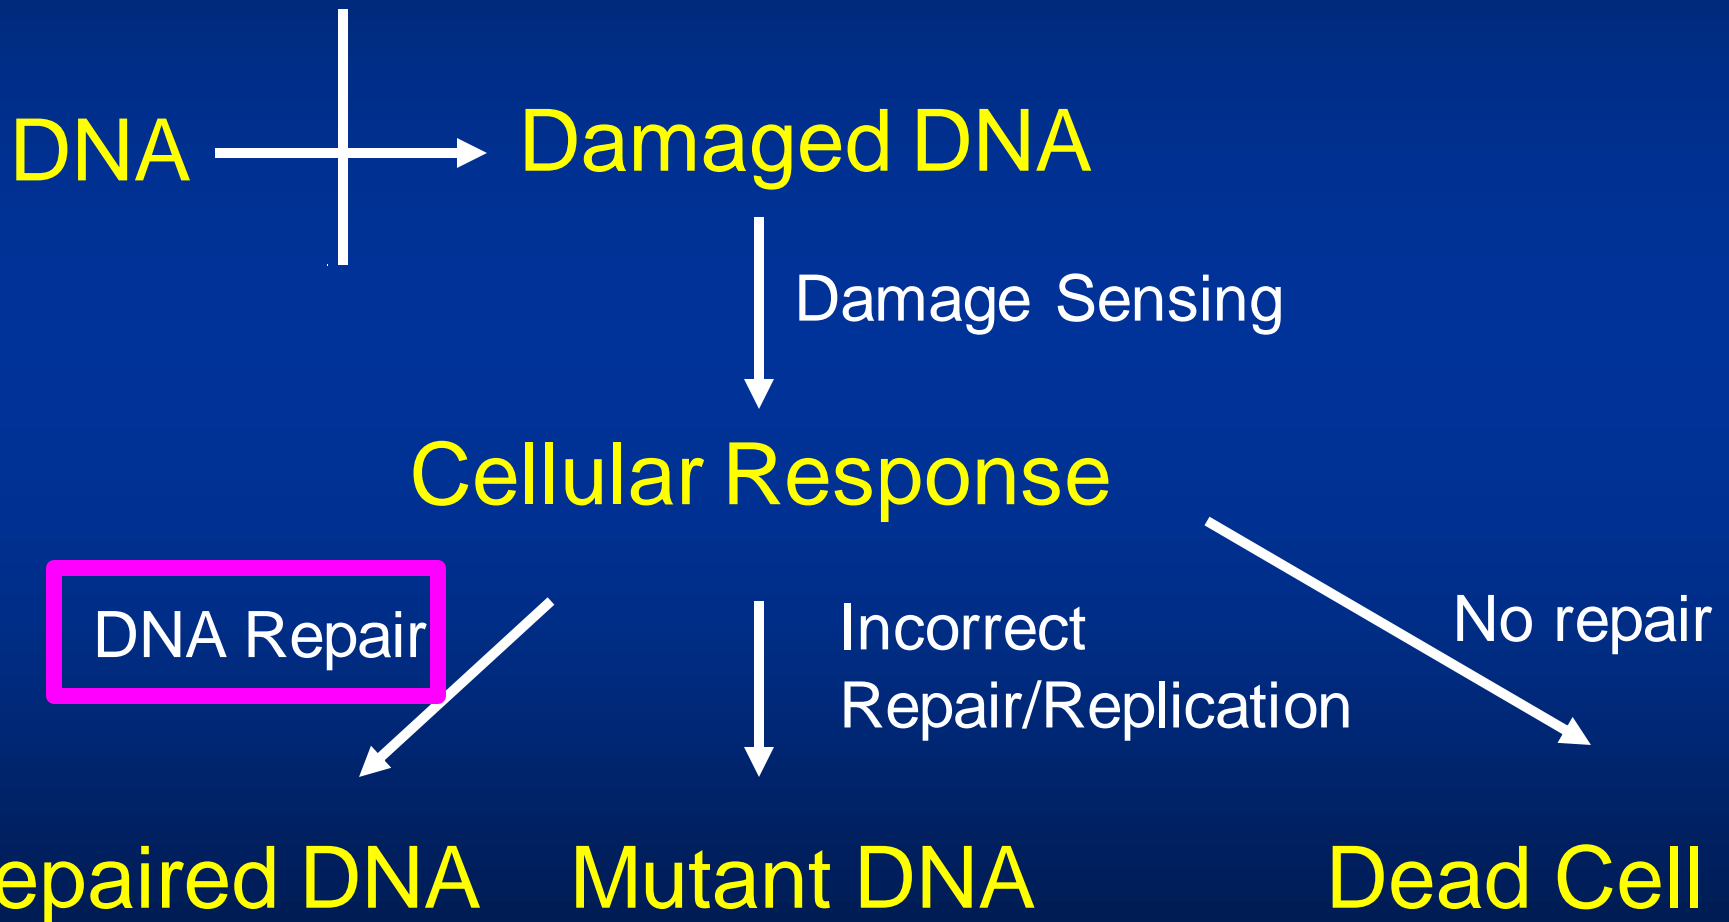 DNA
Damaged DNA
Damage Sensing
Cellular Response
DNA Repair
Incorrect
Repair/Replication
No repair
epaired DNA
Mutant DNA
Dead Cell